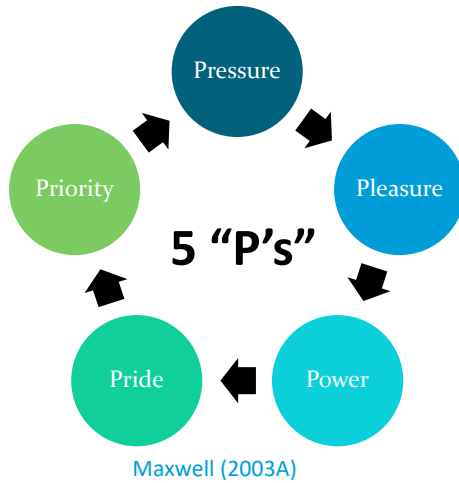 Pressure
Pleasure
Power
Pride
Priority
5 “P’s”
Maxwell (2003A)